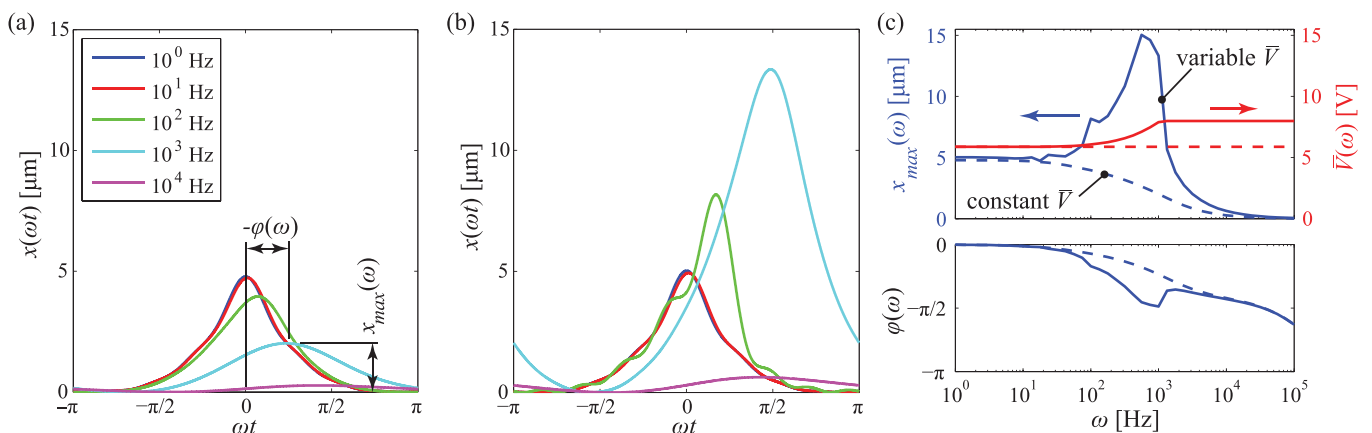 (a)
15
10
5
0
x(ωt) [μm]
10⁰ Hz
10¹ Hz
10² Hz
10³ Hz
10⁴ Hz
-φ(ω)
x_max(ω)
−π
−π/2
0
π/2
π
ωt
(b)
15
10
5
0
x(ωt) [μm]
−π
−π/2
0
π/2
π
ωt
(c)
15
10
5
0
x_max(ω) [μm]
variable V̅
constant V̅
15
10
5
0
V̅(ω) [V]
0
−π/2
−π
φ(ω)
10⁰
10¹
10²
10³
10⁴
10⁵
ω [Hz]